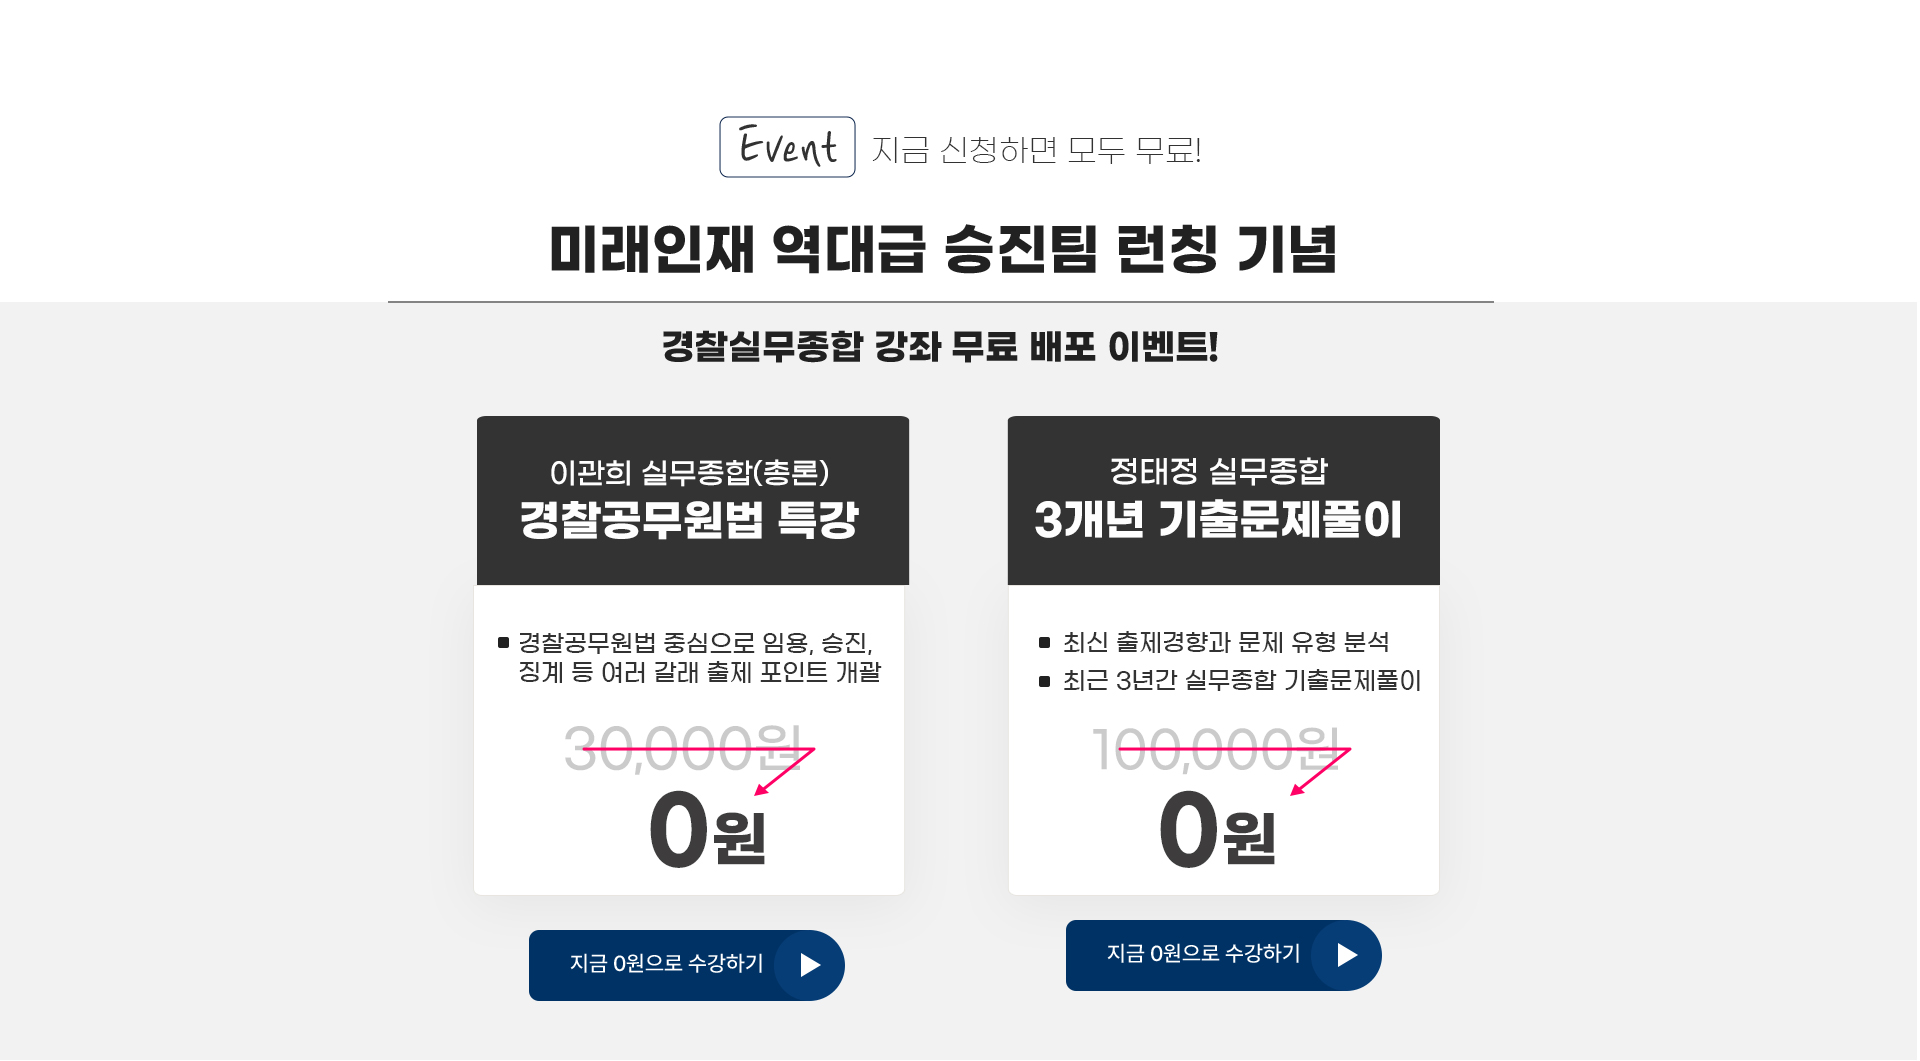 Event 지금 신청하면 모두 무료!
미래인재 역대급 승진팀 런칭 기념
경찰실무종합 강좌 무료 배포 이벤트!
이관희 실무종합(총론)
경찰공무원법 특강
경찰공무원법 중심으로 임용, 승진,
징계 등 여러 갈래 출제 포인트 개괄
30,000원
0원
지금 0원으로 수강하기
정태정 실무종합
3개년 기출문제풀이
최신 출제경향과 문제 유형 분석
최근 3년간 실무종합 기출문제풀이
100,000원
0원
지금 0원으로 수강하기